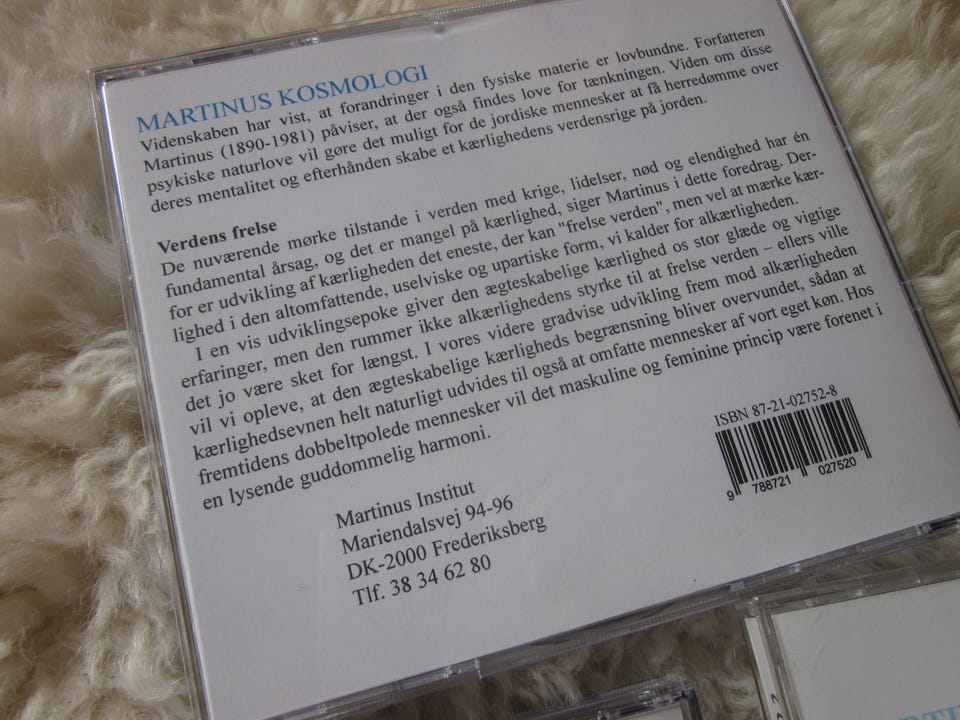 MARTINUS KOSMOLOGI
Videnskaben har vist, at forandringer i den fysiske materie er lovbundne. Forfatteren
Martinus (1890-1981) påviser, at der også findes love for tænkningen. Viden om disse
psykiske naturlove vil gøre det muligt for de jordiske mennesker at få herredømme over
deres mentalitet og efterhånden skabe et kærlighedens verdensrige på jorden.
Verdens frelse
De nuværende mørke tilstande i verden med krige, lidelser, nød og elendighed har én
fundamental årsag, og det er mangel på kærlighed, siger Martinus i dette foredrag. Der-
for er udvikling af kærligheden det eneste, der kan "frelse verden", men vel at mærke kær-
lighed i den altomfattende, uselviske og upartiske form, vi kalder for alkærligheden.
I en vis udviklingsepoke giver den ægteskabelige kærlighed os stor glæde og vigtige
erfaringer, men den rummer ikke alkærlighedens styrke til at frelse verden – ellers ville
det jo være sket for længst. I vores videre gradvise udvikling frem mod alkærligheden
vil vi opleve, at den ægteskabelige kærligheds begrænsning bliver overvundet, sådan at
kærlighedsevnen helt naturligt udvides til også at omfatte mennesker af vort eget køn. Hos
fremtidens dobbeltpolede mennesker vil det maskuline og feminine princip være forenet i
en lysende guddommelig harmoni.
ISBN 87-21-02752-8
9 788721 027520
Martinus Institut
Mariendalsvej 94-96
DK-2000 Frederiksberg
Tlf. 38 34 62 80